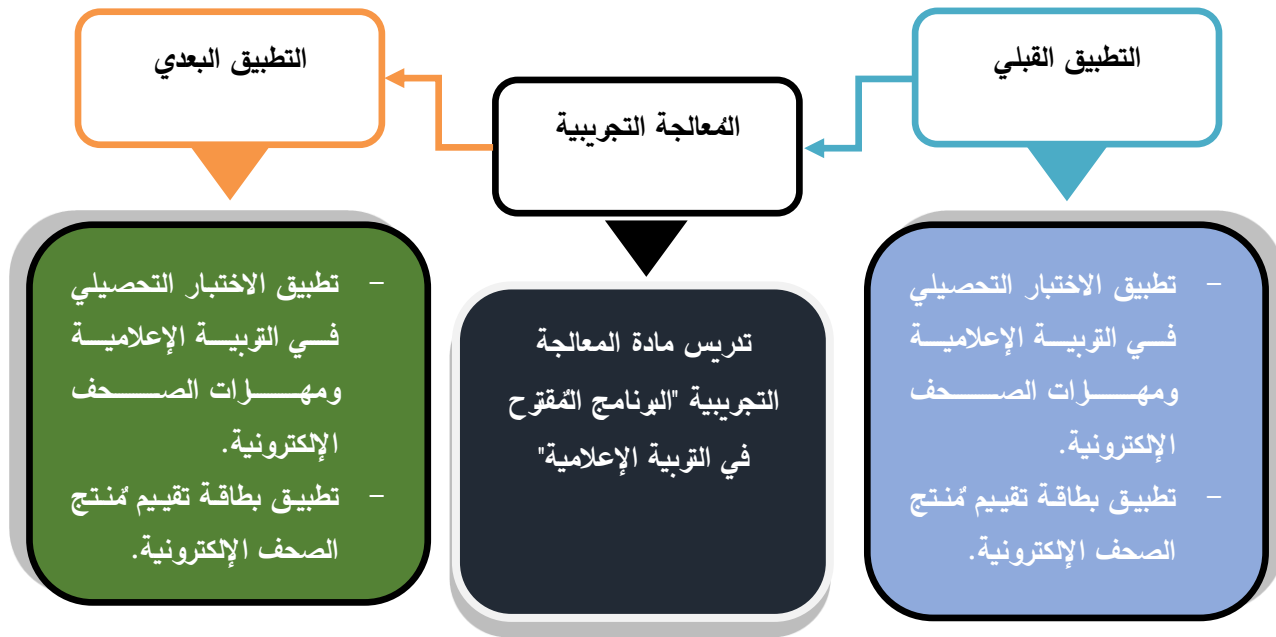 التطبيق القبلي
المُعالجة التجريبية
التطبيق البعدي
- تطبيق الاختبار التحصيلي
في التربية الإعلامية
ومهارات الصحف
الإلكترونية.
- تطبيق بطاقة تقييم مُنتج
الصحف الإلكترونية.
تدريس مادة المعالجة
التجريبية "البرنامج المُقترح
في التربية الإعلامية"
- تطبيق الاختبار التحصيلي
في التربية الإعلامية
ومهارات الصحف
الإلكترونية.
- تطبيق بطاقة تقييم مُنتج
الصحف الإلكترونية.